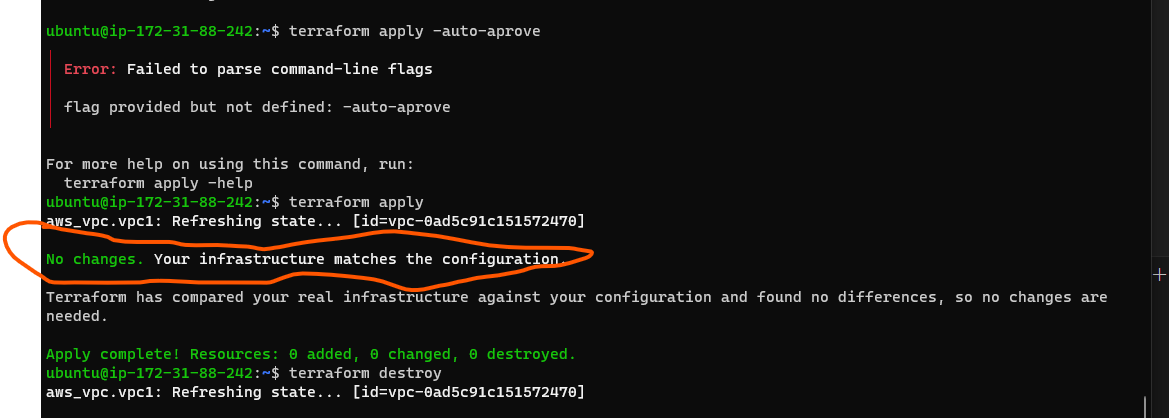 ubuntu@ip-172-31-88-242:~$ terraform apply -auto-aprove
Error: Failed to parse command-line flags
flag provided but not defined: -auto-aprove
For more help on using this command, run:
terraform apply -help
ubuntu@ip-172-31-88-242:~$ terraform apply
aws_vpc.vpc1: Refreshing state... [id=vpc-0ad5c91c151572470]
No changes. Your infrastructure matches the configuration.
Terraform has compared your real infrastructure against your configuration and found no differences, so no changes are
needed.
Apply complete! Resources: 0 added, 0 changed, 0 destroyed.
ubuntu@ip-172-31-88-242:~$ terraform destroy
aws_vpc.vpc1: Refreshing state... [id=vpc-0ad5c91c151572470]